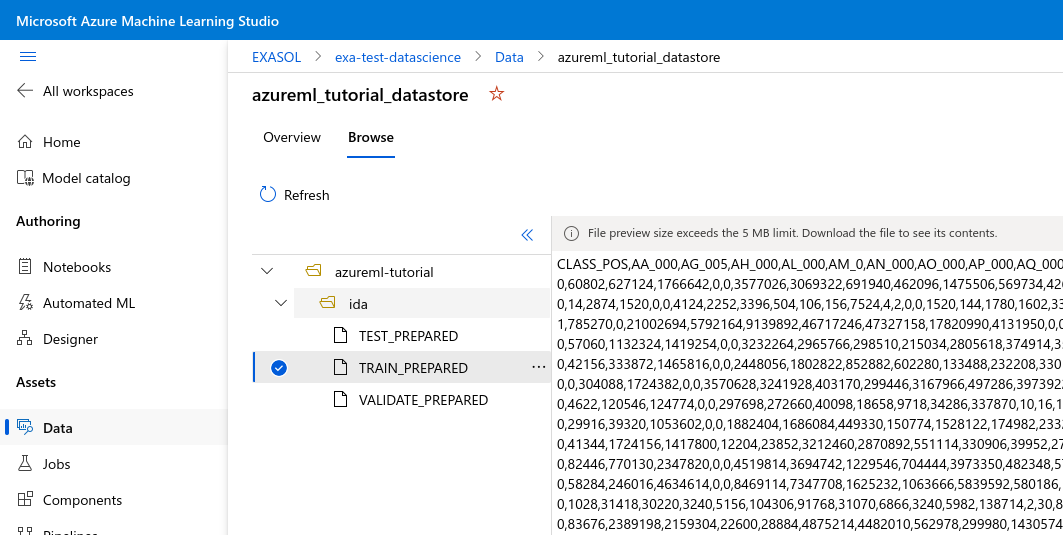 Microsoft Azure Machine Learning Studio
EXASOL > exa-test-datascience > Data > azureml_tutorial_datastore
All workspaces
azureml_tutorial_datastore
Home
Overview Browse
Model catalog
Refresh
Authoring
File preview size exceeds the 5 MB limit. Download the file to see its contents.
Notebooks
Automated ML
Designer
Assets
Data
Jobs
Components
azureml-tutorial
ida
TEST_PREPARED
TRAIN_PREPARED
VALIDATE_PREPARED
CLASS_POS,AA_000,AG_005,AH_000,AL_000,AM_0,AN_000,AO_000,AP_000,AQ_000
0,60802,627124,1766642,0,0,3577026,3069322,691940,462096,1475506,569734,42
0,14,2874,1520,0,0,4124,2252,3396,504,106,156,7524,4,2,0,0,1520,144,1780,1602,33
1,785270,0,21002694,5792164,9139892,46717246,47327158,17820990,4131950,0,0
0,57060,1132324,1419254,0,0,3232264,2965766,298510,215034,2805618,374914,3
0,42156,333872,1465816,0,0,2448056,1802822,852882,602280,133488,232208,330
0,0,304088,1724382,0,0,3570628,3241928,403170,299446,3167966,497286,397392
0,4622,120546,124774,0,0,297698,272660,40098,18658,9718,34286,337870,10,16,1
0,29916,39320,1053602,0,0,1882404,1686084,449330,150774,1528122,174982,233
0,41344,1724156,1417800,12204,23852,3212460,2870892,551114,330906,39952,27
0,82446,770130,2347820,0,0,4519814,3694742,1229546,704444,3973350,482348,57
0,58284,246016,4634614,0,0,8469114,7347708,1625232,1063666,5839592,580186,
0,1028,31418,30220,3240,5156,104306,91768,31070,6866,3240,5982,138714,2,30,8
0,83676,2389198,2159304,22600,28884,4875214,4482010,562978,299980,1430574